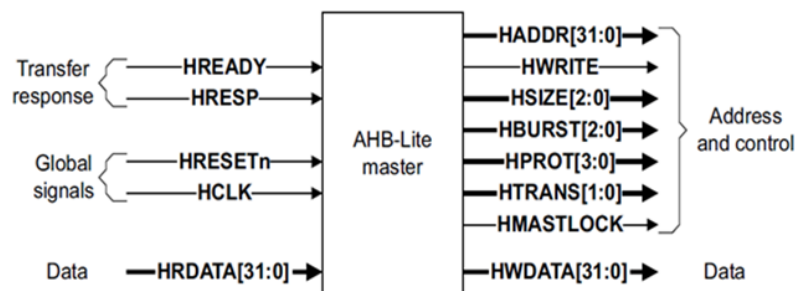 Transfer
response
HREADY
HRESP
Global
signals
HRESETn
HCLK
Data
HRDATA[31:0]
AHB-Lite
master
HADDR[31:0]
HWRITE
HSIZE[2:0]
HBURST[2:0]
HPROT[3:0]
HTRANS[1:0]
HMASTLOCK
Address
and control
HWDATA[31:0]
Data